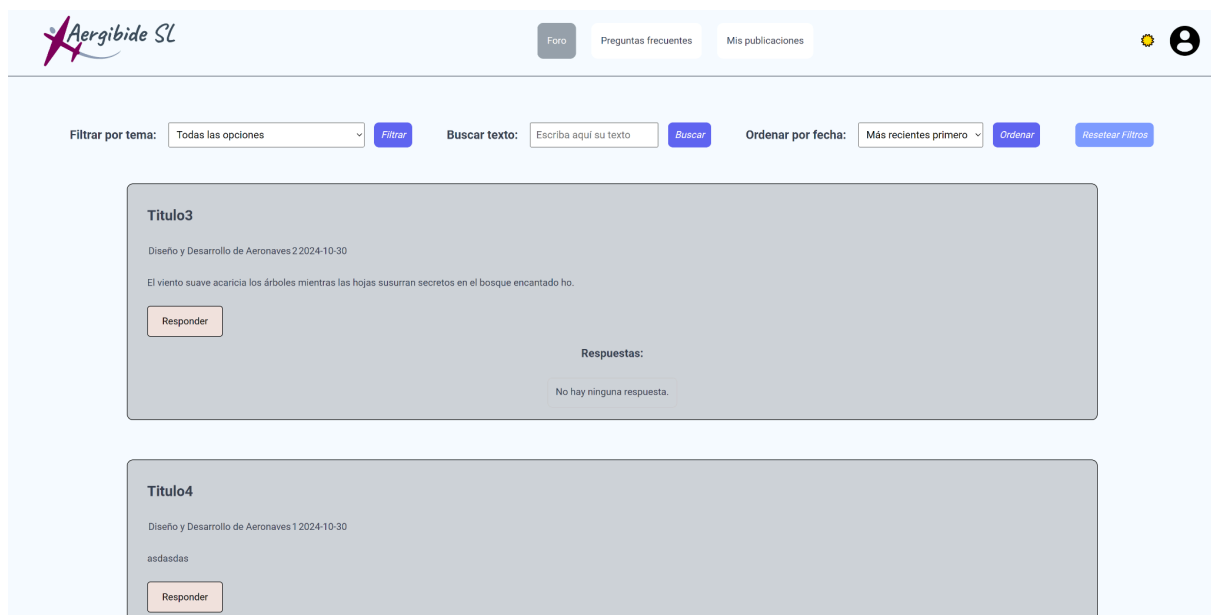 Aergibide SL
Foro Preguntas frecuentes Mis publicaciones
Filtrar por tema: Todas las opciones Filtrar Buscar texto: Escriba aquí su texto Buscar Ordenar por fecha: Más recientes primero Ordenar Resetear Filtros
Titulo3
Diseño y Desarrollo de Aeronaves 2 2024-10-30
El viento suave acaricia los árboles mientras las hojas susurran secretos en el bosque encantado ho.
Responder
Respuestas:
No hay ninguna respuesta.
Titulo4
Diseño y Desarrollo de Aeronaves 1 2024-10-30
asdasdas
Responder